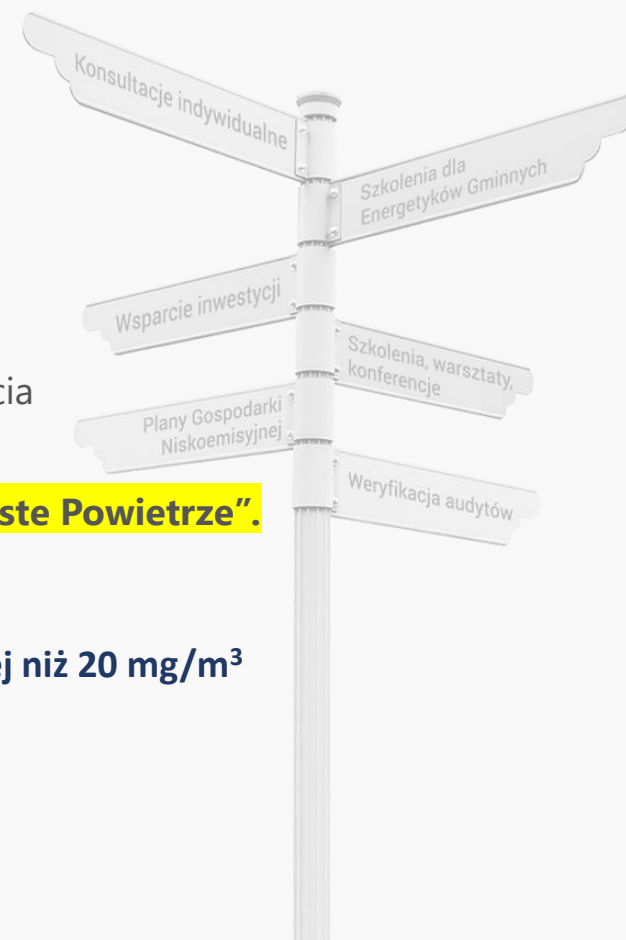 Konsultacje indywidualne
Szkolenia dla
Energetyków Gminnych
Wsparcie inwestycji
Szkolenia, warsztaty,
konferencje
Plany Gospodarki
Niskoemisyjnej
Weryfikacja audytów
cia
ste Powietrze”.
ej niż 20 mg/m³